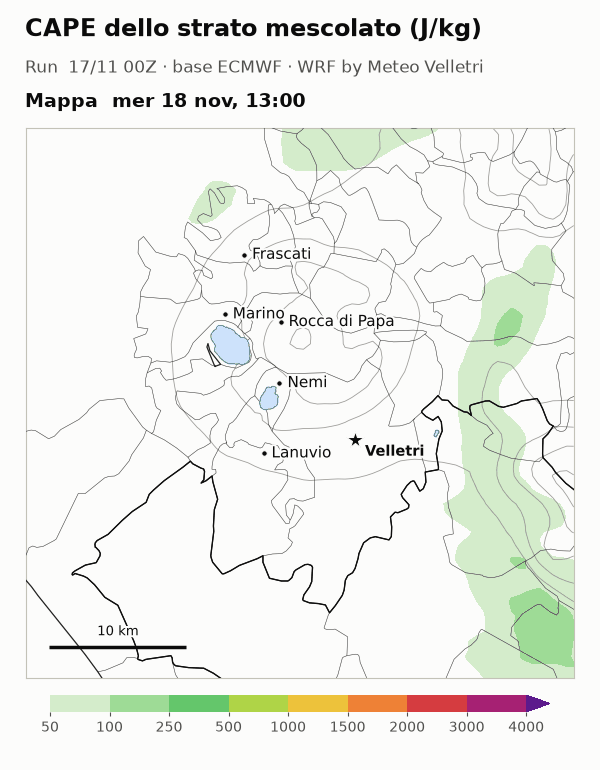 CAPE dello strato mescolato (J/kg)
Run  17/11 00Z · base ECMWF · WRF by Meteo Velletri
Mappa  mer 18 nov, 13:00
Frascati
Marino
Rocca di Papa
Nemi
Velletri
Lanuvio
10 km
50 100 250 500 1000 1500 2000 3000 4000